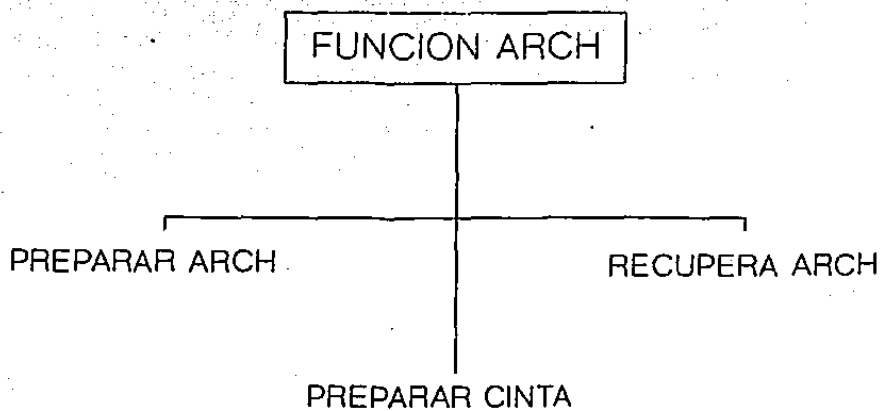 FUNCION ARCH
PREPARAR ARCH
RECUPERA ARCH
PREPARAR CINTA